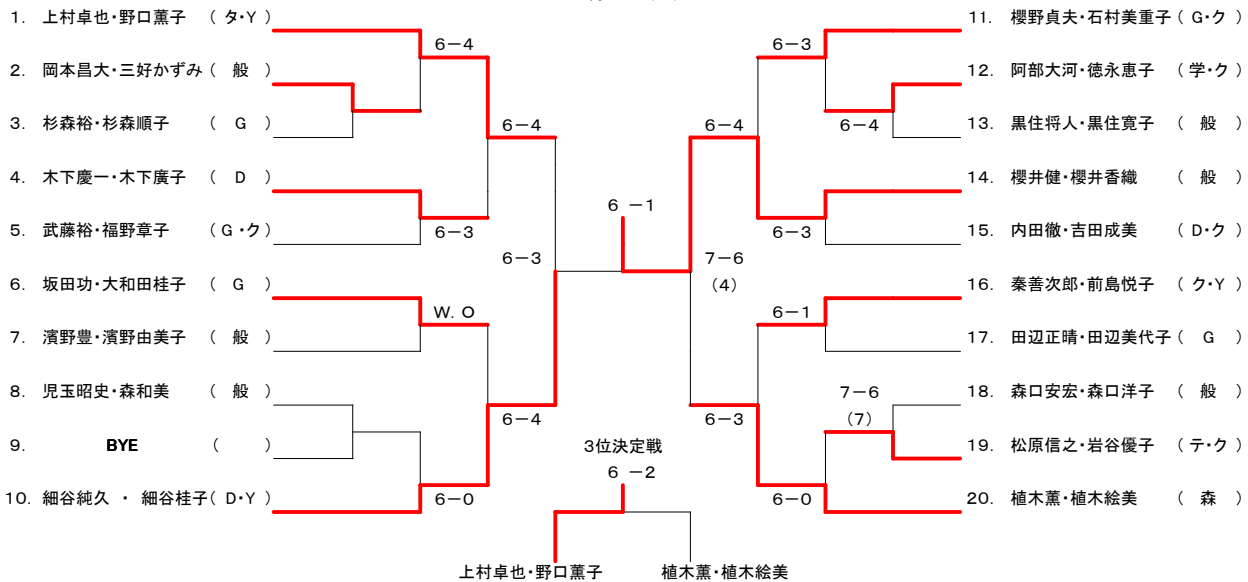 1. 上村卓也・野口薫子 (タ・Y)
2. 岡本昌大・三好かずみ ( 般 )
3. 杉森裕・杉森順子 ( G )
4. 木下慶一・木下廣子 ( D )
5. 武藤裕・福野章子 (G・ク)
6. 坂田功・大和田桂子 ( G )
7. 濱野豊・濱野由美子 ( 般 )
8. 児玉昭史・森和美 ( 般 )
9. BYE ( )
10. 細谷純久 ・ 細谷桂子(D・Y)
6-4
6-3
W.O
6-0
6-4
6-4
6-3
6 -1
3位決定戦
6 -2
上村卓也・野口薫子
植木薫・植木絵美
7-6
(4)
6-4
6-3
6-3
6-4
6-3
6-1
7-6
(7)
6-0
11. 櫻野貞夫・石村美重子(G・ク)
12. 阿部大河・徳永恵子 (学・ク)
13. 黒住将人・黒住寛子 ( 般 )
14. 櫻井健・櫻井香織 ( 般 )
15. 内田徹・吉田成美 (D・ク)
16. 秦善次郎・前島悦子 (ク・Y)
17. 田辺正晴・田辺美代子( G )
18. 森口安宏・森口洋子 ( 般 )
19. 松原信之・岩谷優子 (テ・ク)
20. 植木薫・植木絵美 ( 森 )